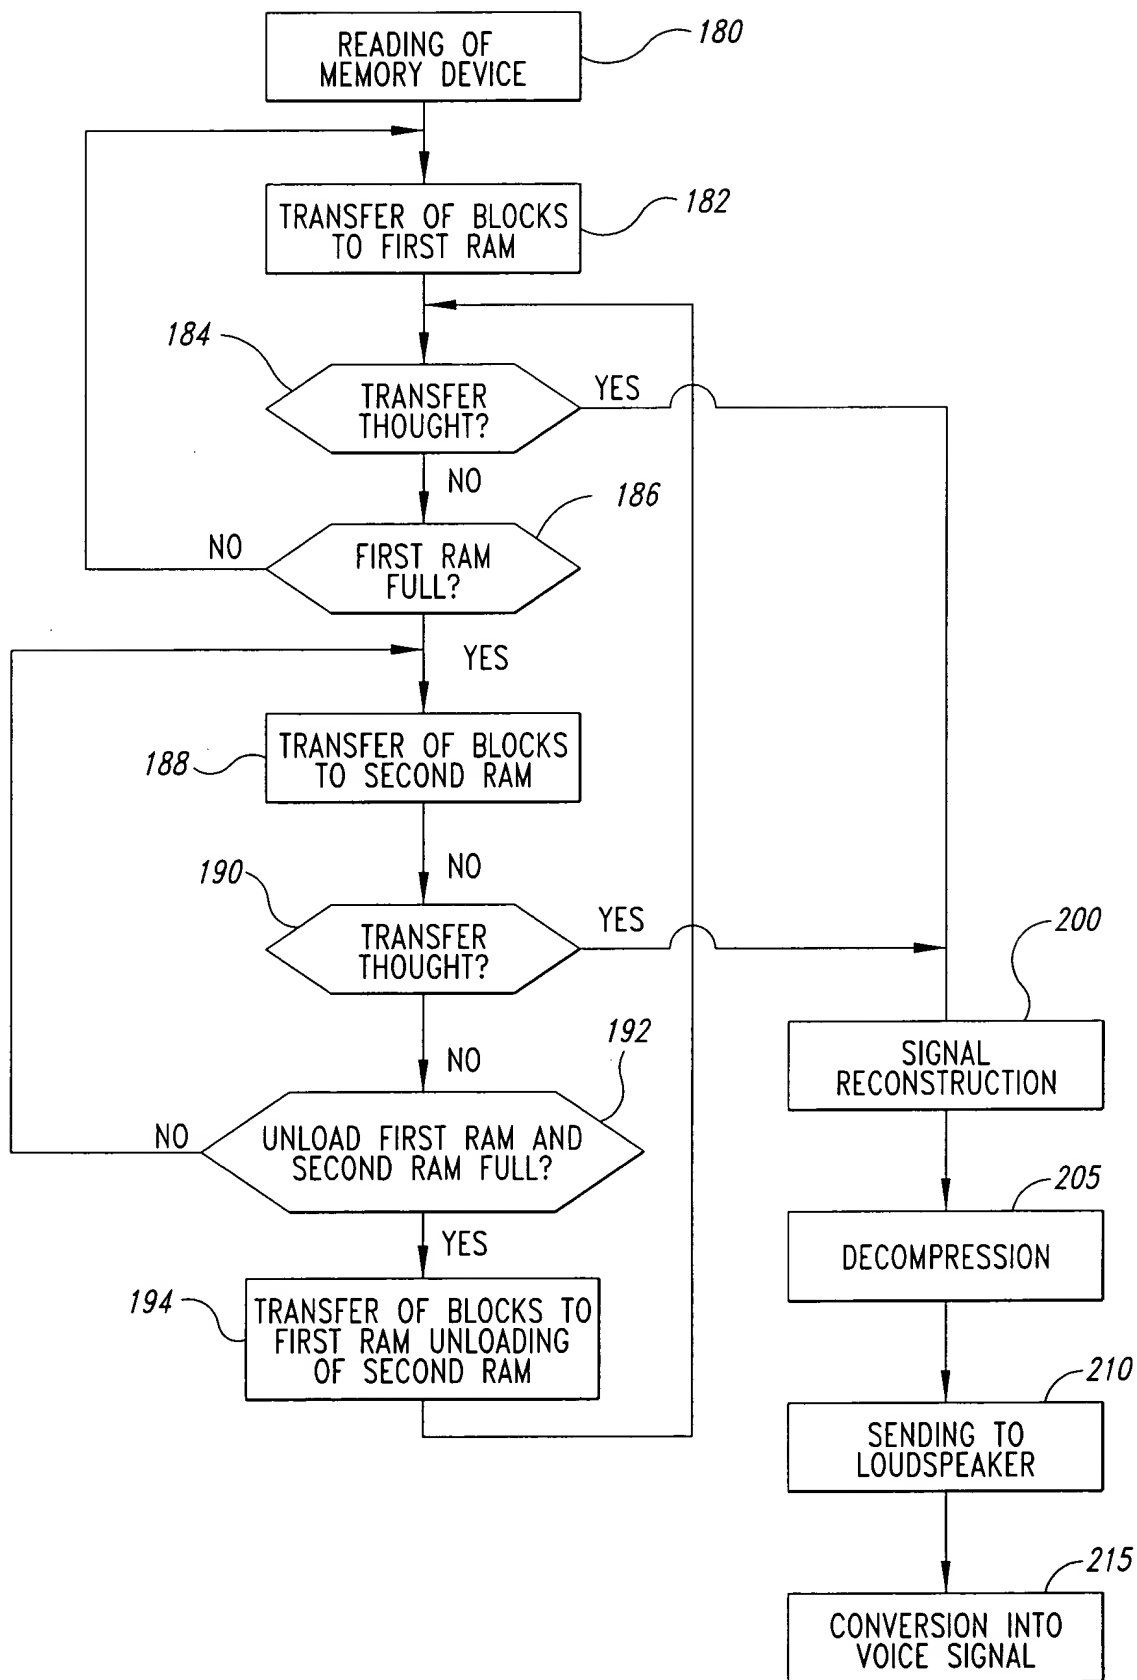 READING OF
MEMORY DEVICE
180
TRANSFER OF BLOCKS
TO FIRST RAM
182
184
TRANSFER
THOUGHT?
YES
NO
186
NO
FIRST RAM
FULL?
YES
188
TRANSFER OF BLOCKS
TO SECOND RAM
NO
190
TRANSFER
THOUGHT?
YES
NO
192
NO
UNLOAD FIRST RAM AND
SECOND RAM FULL?
YES
194
TRANSFER OF BLOCKS TO
FIRST RAM UNLOADING
OF SECOND RAM
200
SIGNAL
RECONSTRUCTION
205
DECOMPRESSION
210
SENDING TO
LOUDSPEAKER
215
CONVERSION INTO
VOICE SIGNAL